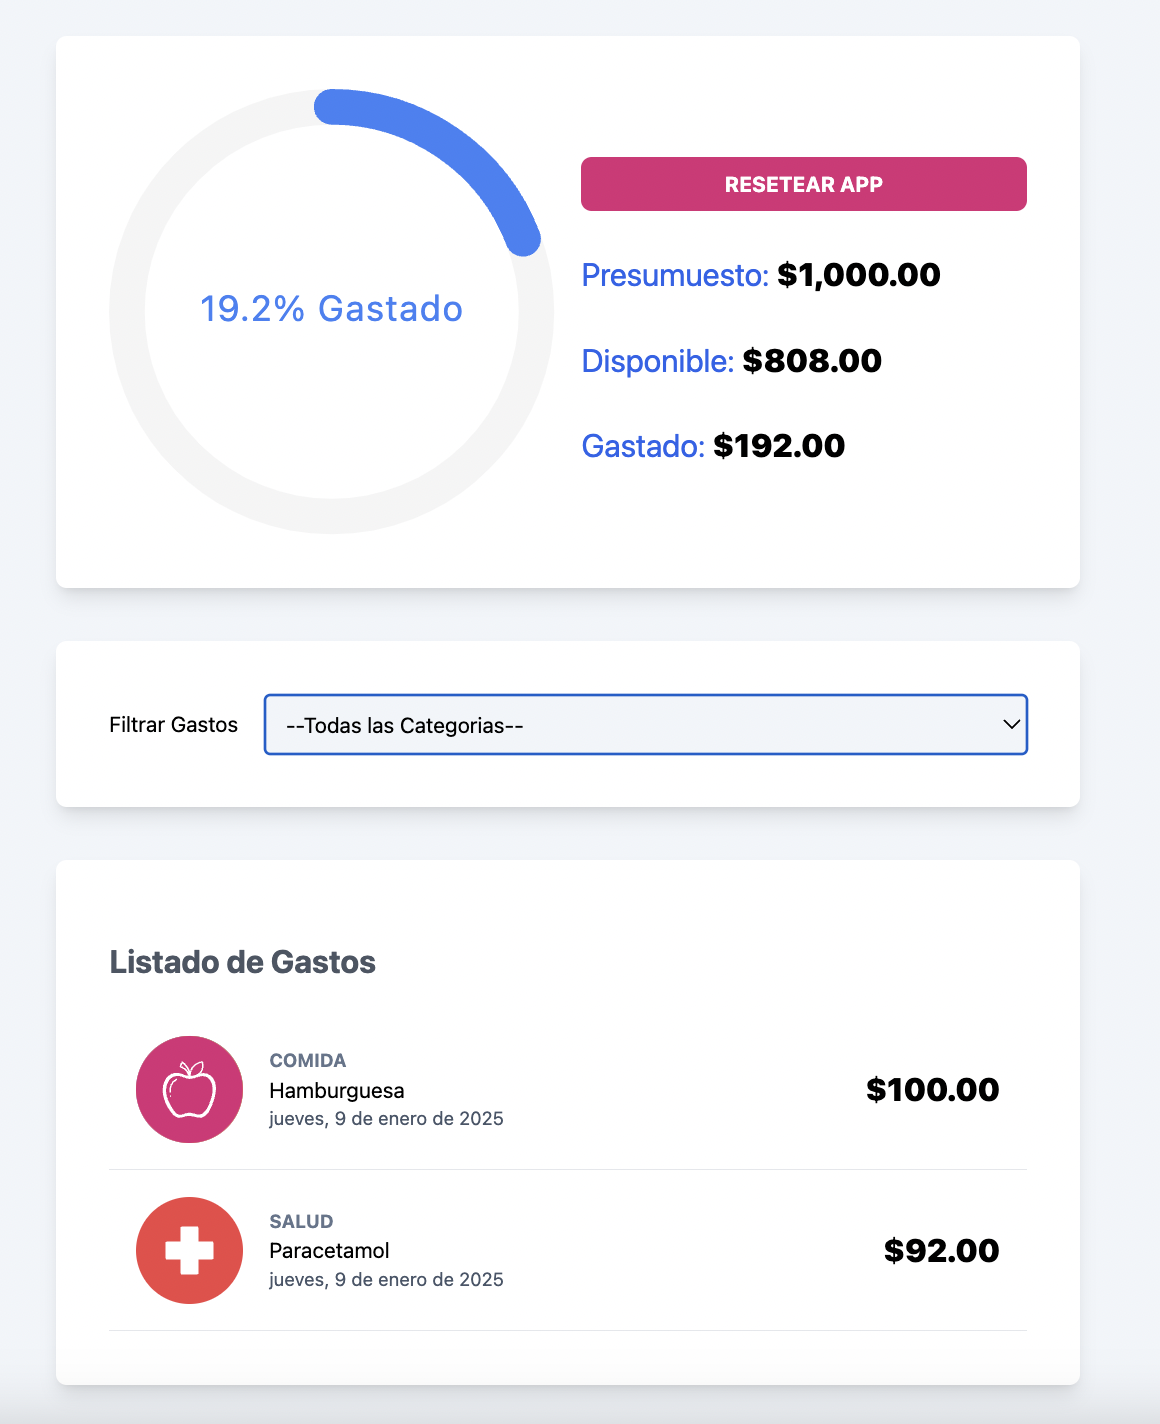 19.2% Gastado
RESETEAR APP
Presumuesto: $1,000.00
Disponible: $808.00
Gastado: $192.00
Filtrar Gastos
--Todas las Categorias--
Listado de Gastos
COMIDA
Hamburguesa
jueves, 9 de enero de 2025
$100.00
SALUD
Paracetamol
jueves, 9 de enero de 2025
$92.00